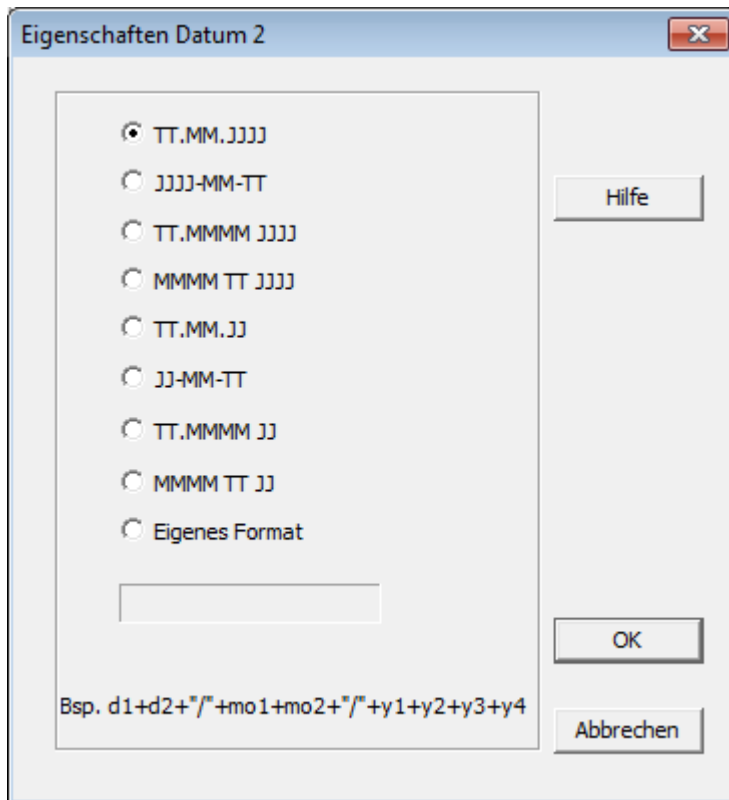 Eigenschaften Datum 2
TT.MM.JJJJ
JJJJ-MM-TT
Hilfe
TT.MMMM JJJJ
MMMM TT JJJJ
TT.MM.JJ
JJ-MM-TT
TT.MMMM JJ
MMMM TT JJ
Eigenes Format
OK
Bsp. d1+d2+"/"+mo1+mo2+"/"+y1+y2+y3+y4
Abbrechen